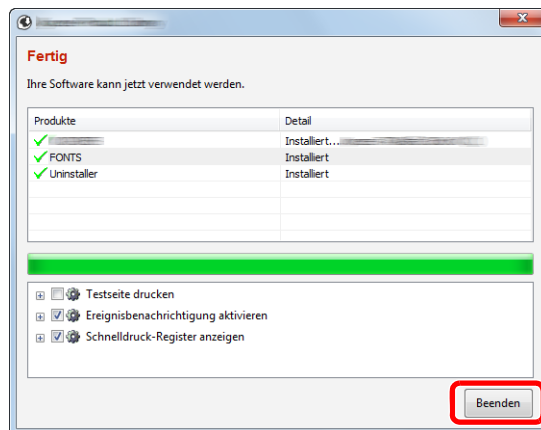 Fertig
Ihre Software kann jetzt verwendet werden.
Produkte Detail
Installiert...
FONTS Installiert
Uninstaller Installiert
Testseite drucken
Ereignisbenachrichtigung aktivieren
Schnelldruck-Register anzeigen
Beenden